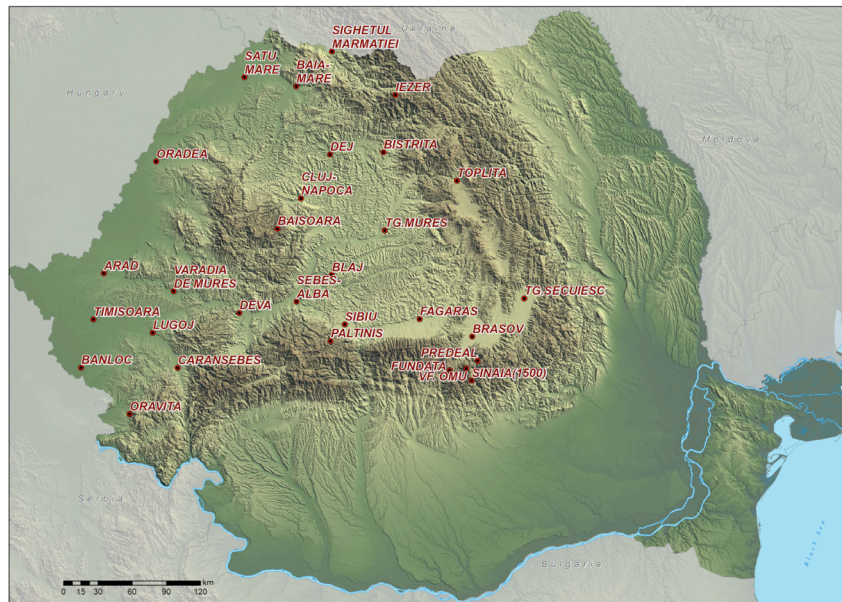 SIGHETUL
MARMATIEI
Ukraine
SATU
MARE
BAIA-
MARE
IEZER
Hungary
Moldova
ORADEA
DEJ
BISTRITA
TOPLITA
CLUJ-
NAPOCA
BAISOARA
TG.MURES
ARAD
VARADIA
DE MURES
BLAJ
SEBES-
ALBA
TG.SECUIESC
DEVA
TIMISOARA
LUGOJ
SIBIU
FAGARAS
PALTINIS
BRASOV
BANLOC
CARANSEBES
PREDEAL
FUNDATA
VF. OMU
SINAIA(1500)
ORAVITA
Serbia
Bulgaria
Black Sea
km
0 15 30 60 90 120